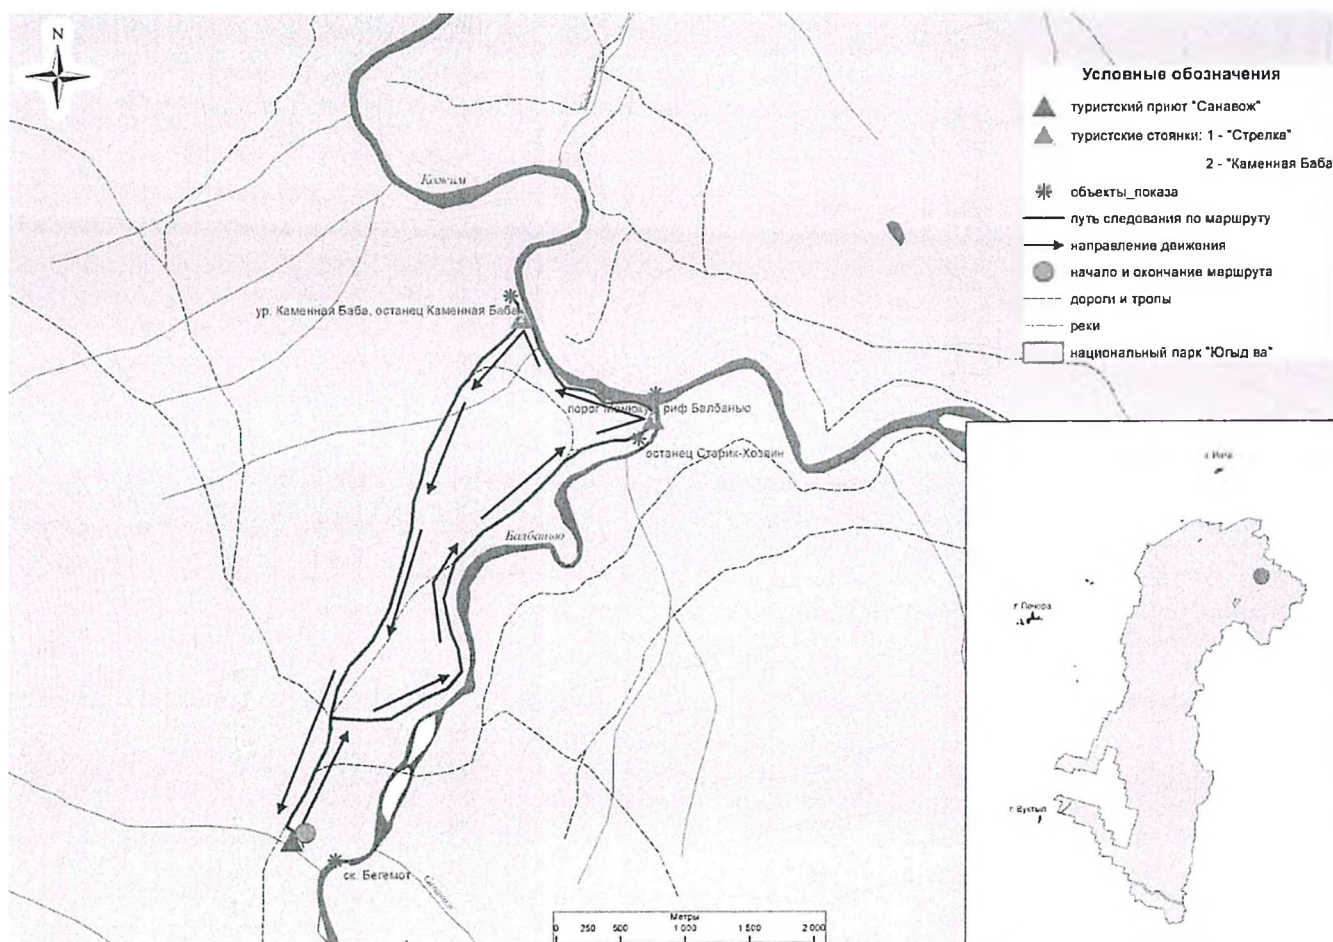 N
Условные обозначения
туристский приют "Санавож"
туристские стоянки: 1 - "Стрелка"
2 - "Каменная Баба
объекты_показа
путь следования по маршруту
направление движения
начало и окончание маршрута
дороги и тропы
реки
национальный парк "Югыд ва"
Кожим
ур. Каменная Баба, останец Каменная Баба
порог
риф Балбанью
останец Старик-Хозяин
Балбанью
ск. Бегемот
Метры
0 250 500 1 000 1 500 2 000
г. Инта
г. Печора
г. Вуктыл